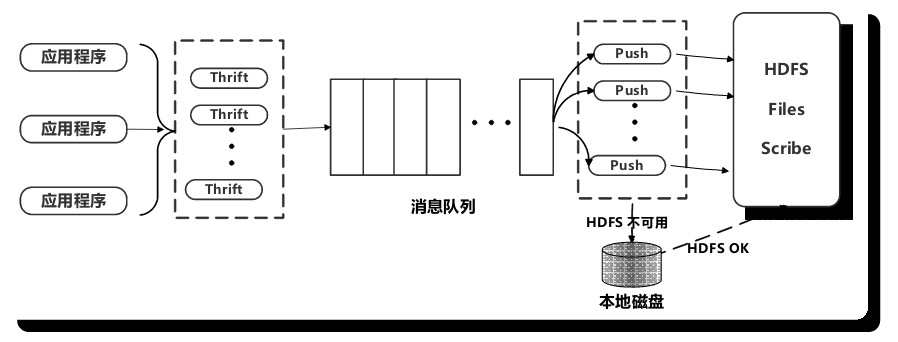 应用程序
应用程序
应用程序
Thrift
Thrift
Thrift
消息队列
Push
Push
Push
HDFS
Files
Scribe
HDFS 不可用
HDFS OK
本地磁盘